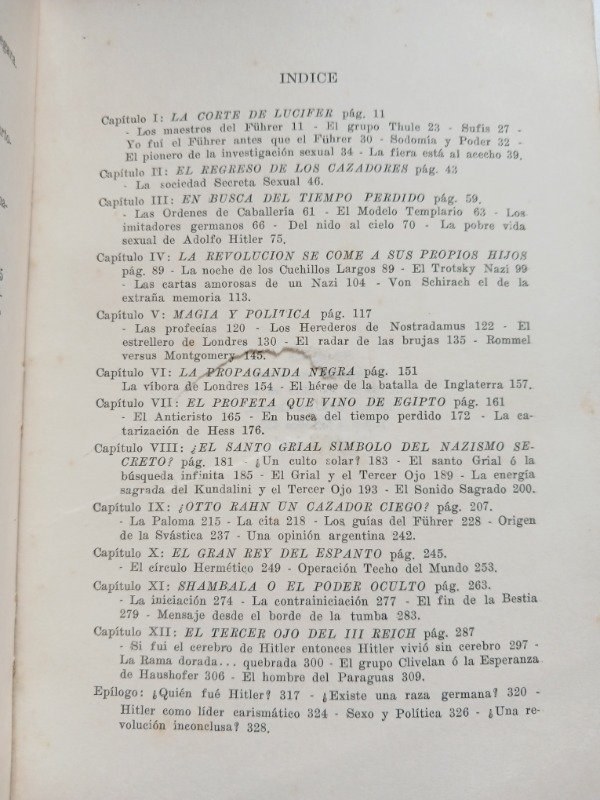 INDICE
Capítulo I: LA CORTE DE LUCIFER pág. 11
- Los maestros del Führer 11 - El grupo Thule 23 - Sufis 27 -
Yo fuí el Führer antes que el Führer 30 - Sodomía y Poder 32 -
El pionero de la investigación sexual 34 - La fiera está al acecho 39.
Capítulo II: EL REGRESO DE LOS CAZADORES pág. 43
- La sociedad Secreta Sexual 46.
Capítulo III: EN BUSCA DEL TIEMPO PERDIDO pág. 59.
- Las Ordenes de Caballería 61 - El Modelo Templario 63 - Los
imitadores germanos 66 - Del nido al cielo 70 - La pobre vida
sexual de Adolfo Hitler 75.
Capítulo IV: LA REVOLUCION SE COME A SUS PROPIOS HIJOS
pág. 89 - La noche de los Cuchillos Largos 89 - El Trotsky Nazi 99
- Las cartas amorosas de un Nazi 104 - Von Schirach el de la
extraña memoria 113.
Capítulo V: MAGIA Y POLITICA pág. 117
- Las profecías 120 - Los Herederos de Nostradamus 122 - El
estrellero de Londres 130 - El radar de las brujas 135 - Rommel
versus Montgomery 145.
Capítulo VI: LA PROPAGANDA NEGRA pág. 151
La víbora de Londres 154 - El héroe de la batalla de Inglaterra 157.
Capítulo VII: EL PROFETA QUE VINO DE EGIPTO pág. 161
- El Anticristo 165 - En busca del tiempo perdido 172 - La ca-
tarización de Hess 176.
Capítulo VIII: ¿EL SANTO GRIAL SIMBOLO DEL NAZISMO SE-
CRETO? pág. 181 - ¿Un culto solar? 183 - El santo Grial ó la
búsqueda infinita 185 - El Grial y el Tercer Ojo 189 - La energía
sagrada del Kundalini y el Tercer Ojo 193 - El Sonido Sagrado 200.
Capítulo IX: ¿OTTO RAHN UN CAZADOR CIEGO? pág. 207.
- La Paloma 215 - La cita 218 - Los guías del Führer 228 - Origen
de la Svástica 237 - Una opinión argentina 242.
Capítulo X: EL GRAN REY DEL ESPANTO pág. 245.
- El círculo Hermético 249 - Operación Techo del Mundo 253.
Capítulo XI: SHAMBALA O EL PODER OCULTO pág. 263.
- La iniciación 274 - La contrainiciación 277 - El fin de la Bestia
279 - Mensaje desde el borde de la tumba 283.
Capítulo XII: EL TERCER OJO DEL III REICH pág. 287
- Si fui el cerebro de Hitler entonces Hitler vivió sin cerebro 297 -
La Rama dorada... quebrada 300 - El grupo Clivelan ó la Esperanza
de Haushofer 306 - El hombre del Paraguas 309.
Epílogo: ¿Quién fué Hitler? 317 - ¿Existe una raza germana? 320 -
Hitler como líder carismático 324 - Sexo y Política 326 - ¿Una re-
volución inconclusa? 328.